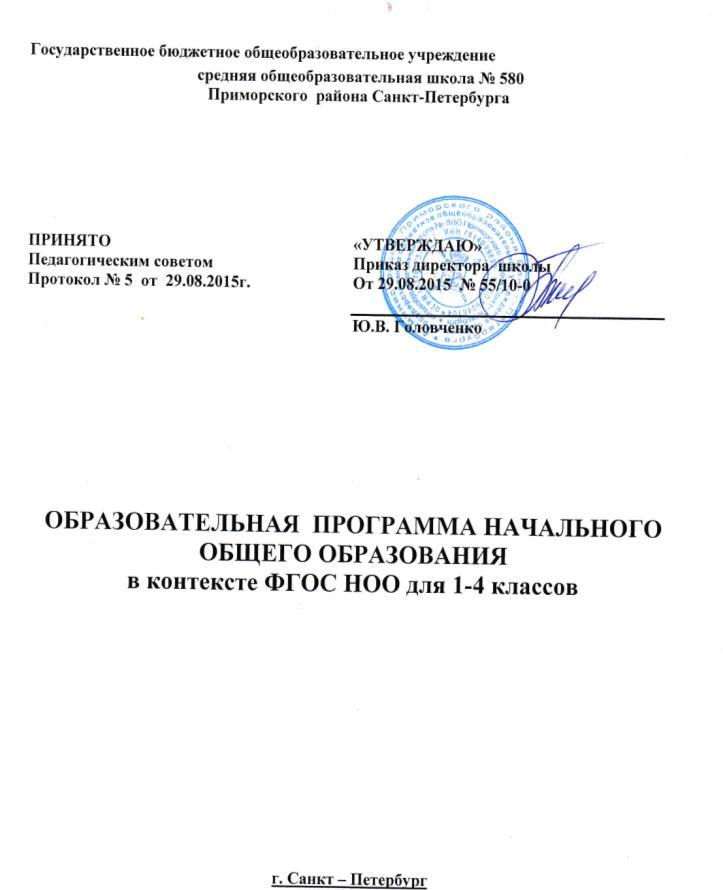 Государственное бюджетное общеобразовательное учреждение
средняя общеобразовательная школа № 580
Приморского района Санкт-Петербурга
ПРИНЯТО
Педагогическим советом
Протокол № 5 от 29.08.2015г.
«УТВЕРЖДАЮ»
Приказ директора школы
От 29.08.2015 № 55/10-0
Ю.В. Головченко
ОБРАЗОВАТЕЛЬНАЯ ПРОГРАММА НАЧАЛЬНОГО
ОБЩЕГО ОБРАЗОВАНИЯ
в контексте ФГОС НОО для 1-4 классов
г. Санкт – Петербург